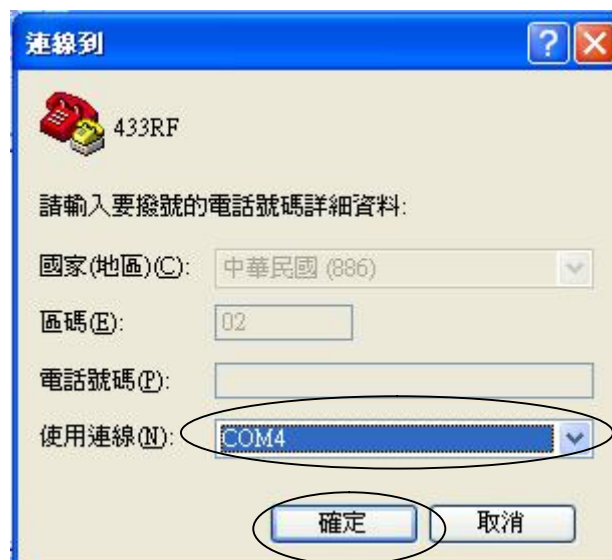 連線到
433RF
請輸入要撥號的電話號碼詳細資料:
國家(地區)(C): 中華民國 (886)
區碼(E): 02
電話號碼(P):
使用連線(N): COM4
確定 取消